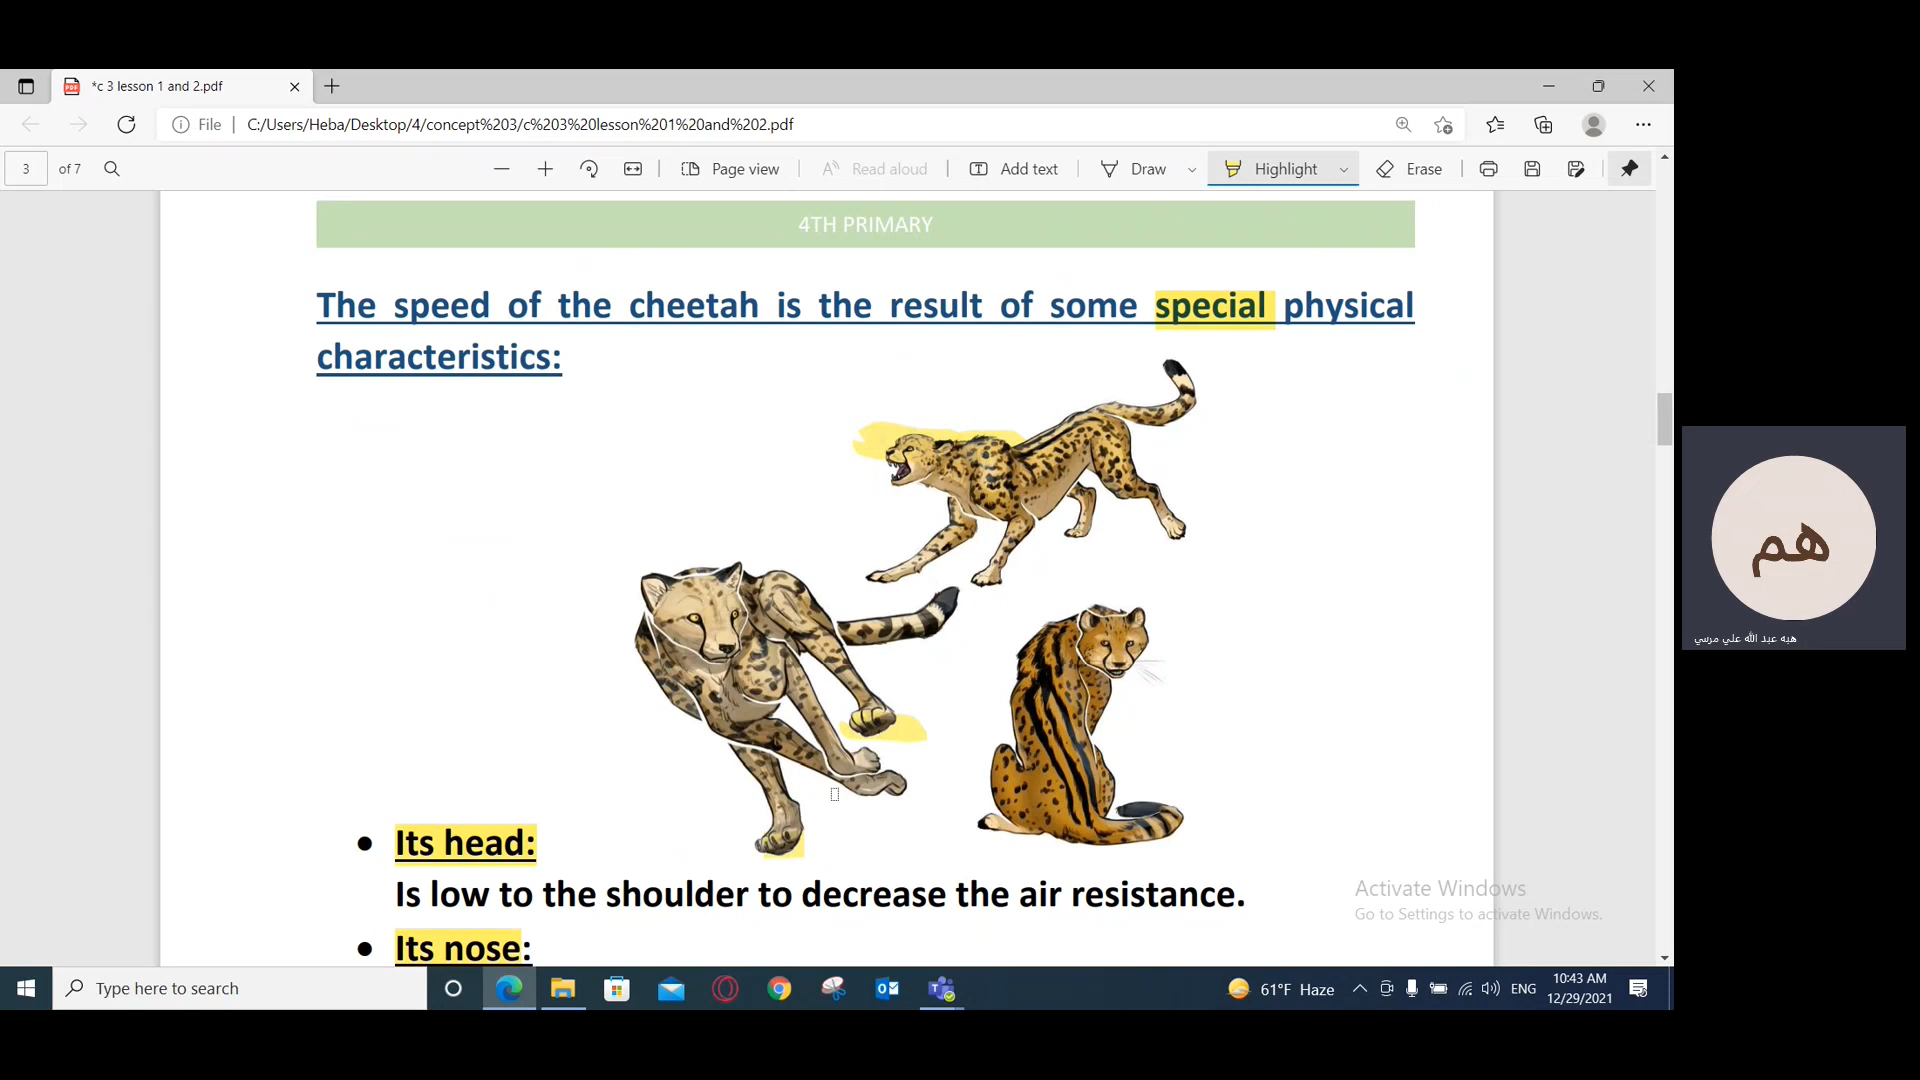 *c 3 lesson 1 and 2.pdf
File
C:/Users/Heba/Desktop/4/concept%203/c%203%20lesson%201%20and%202.pdf
3 of 7
Page view
Read aloud
Add text
Draw
Highlight
Erase
4TH PRIMARY
The speed of the cheetah is the result of some special physical
characteristics:
• Its head:
Is low to the shoulder to decrease the air resistance.
• Its nose:
Activate Windows
Go to Settings to activate Windows.
هم
هبه عبد الله علي مرسي
Type here to search
61°F Haze
ENG
10:43 AM
12/29/2021